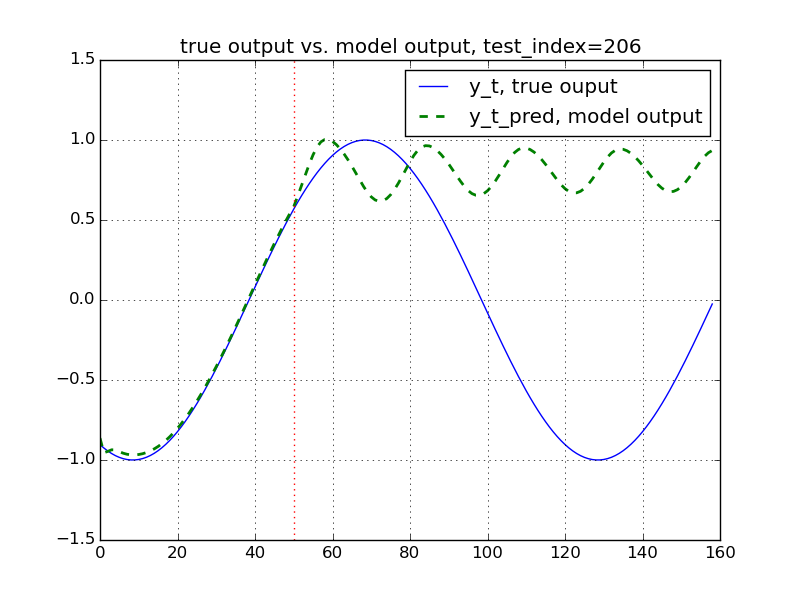 true output vs. model output, test_index=206
y_t, true ouput
y_t_pred, model output
1.5
1.0
0.5
0.0
−0.5
−1.0
−1.5
0 20 40 60 80 100 120 140 160